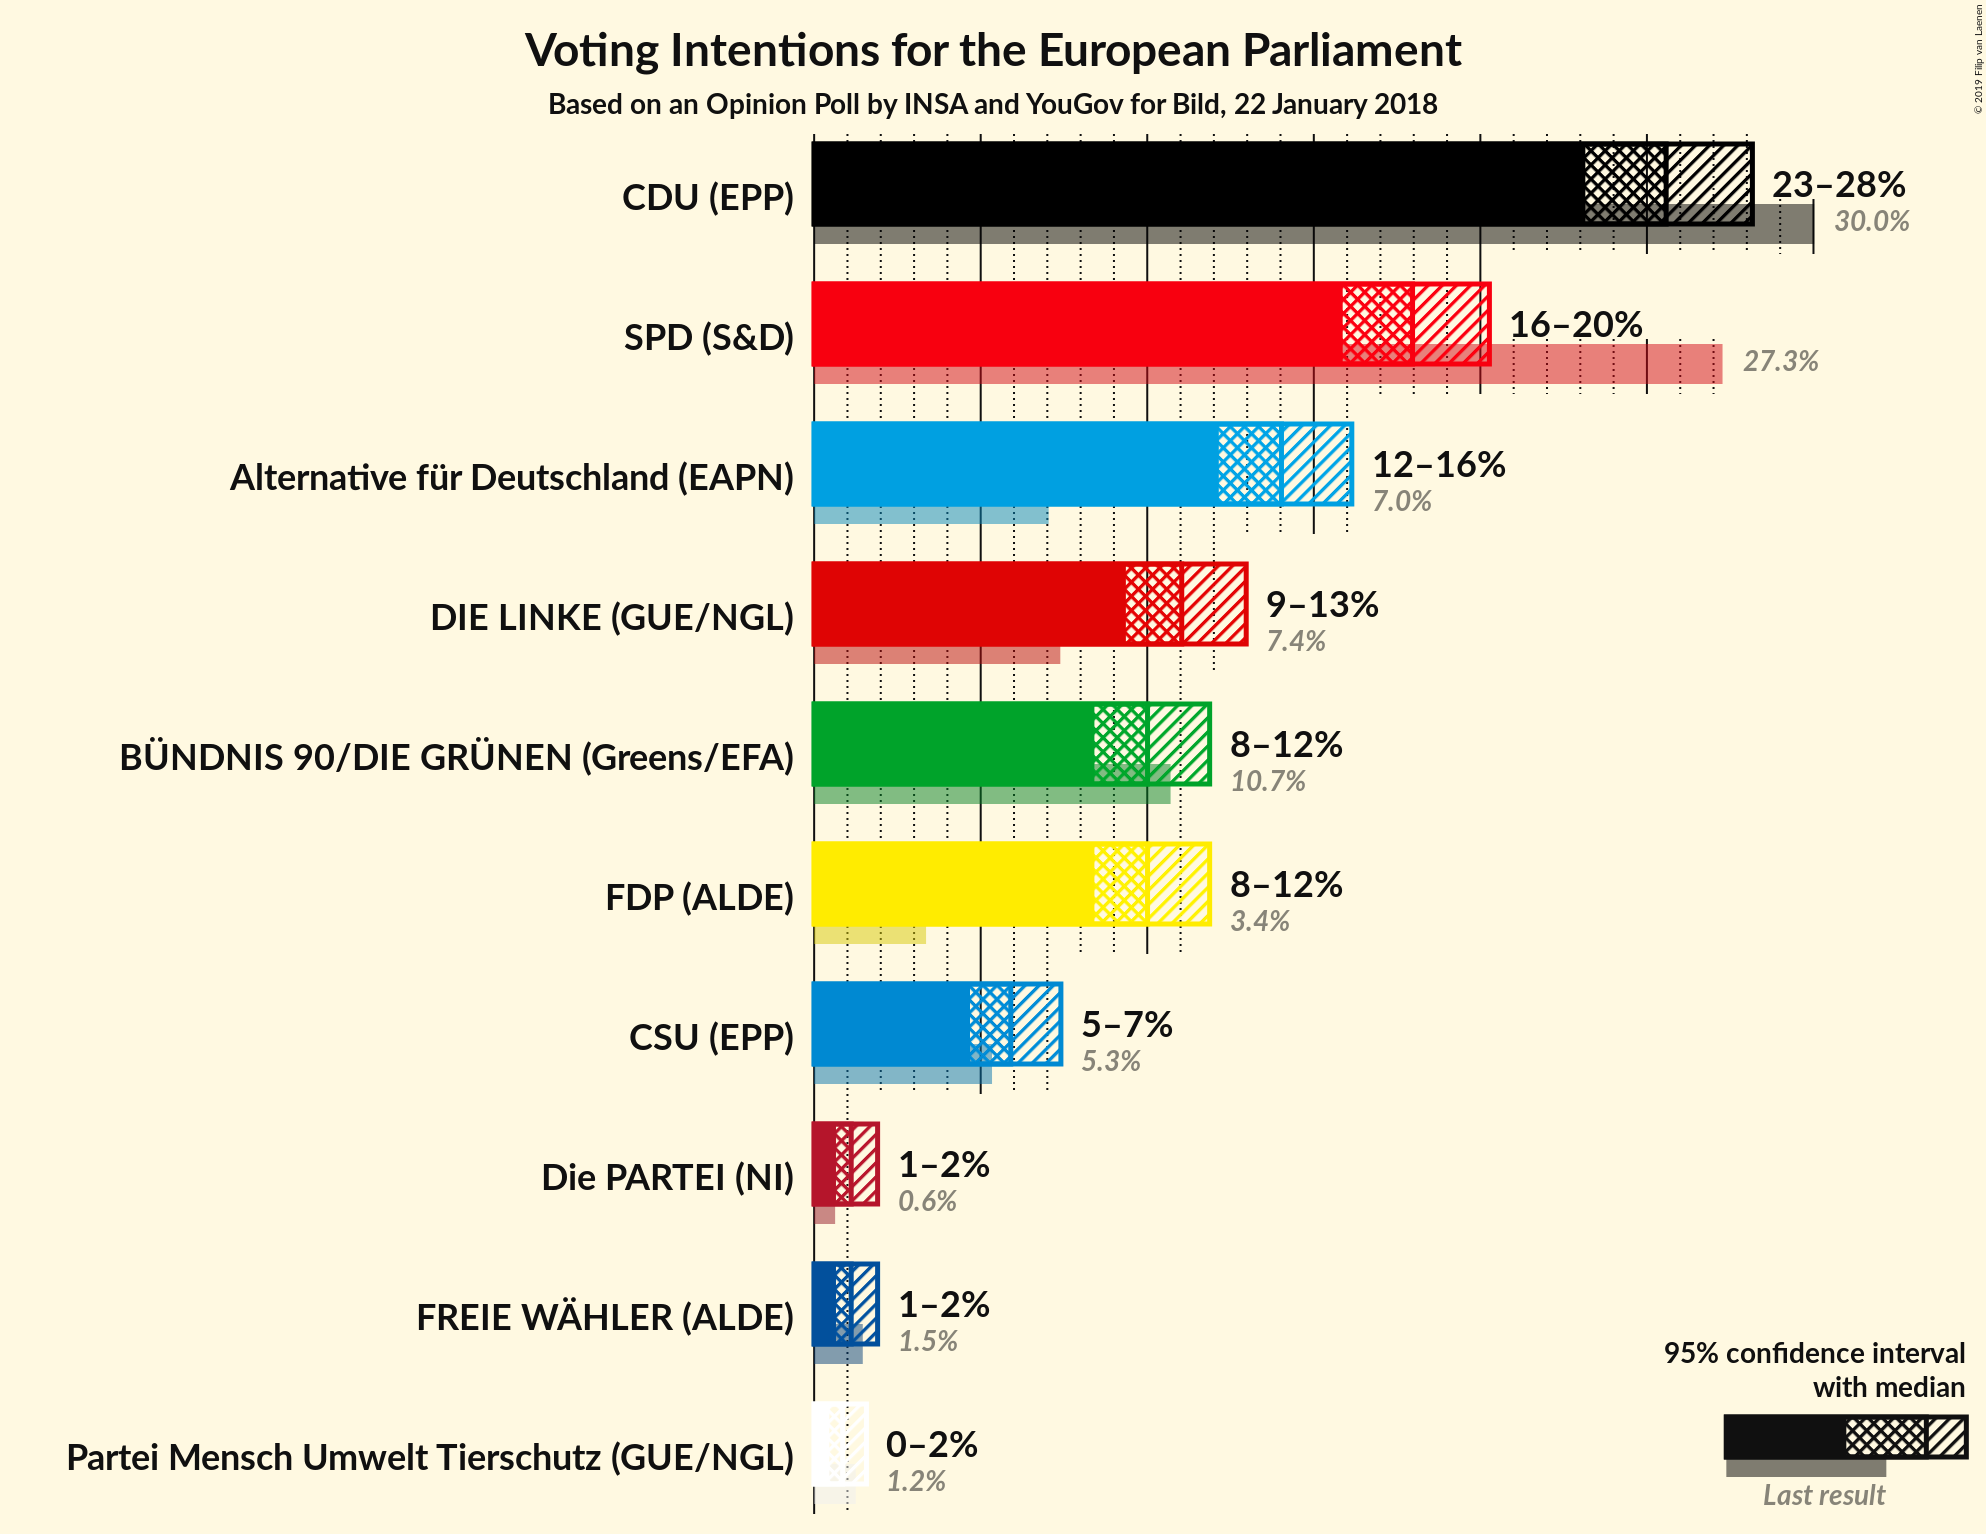 Voting Intentions for the European Parliament
Based on an Opinion Poll by INSA and YouGov for Bild, 22 January 2018
© 2019 Filip van Laenen
CDU (EPP)
23–28%
30.0%
SPD (S&D)
16–20%
27.3%
Alternative für Deutschland (EAPN)
12–16%
7.0%
DIE LINKE (GUE/NGL)
9–13%
7.4%
BÜNDNIS 90/DIE GRÜNEN (Greens/EFA)
8–12%
10.7%
FDP (ALDE)
8–12%
3.4%
CSU (EPP)
5–7%
5.3%
Die PARTEI (NI)
1–2%
0.6%
FREIE WÄHLER (ALDE)
1–2%
1.5%
Partei Mensch Umwelt Tierschutz (GUE/NGL)
0–2%
1.2%
95% confidence interval
with median
Last result